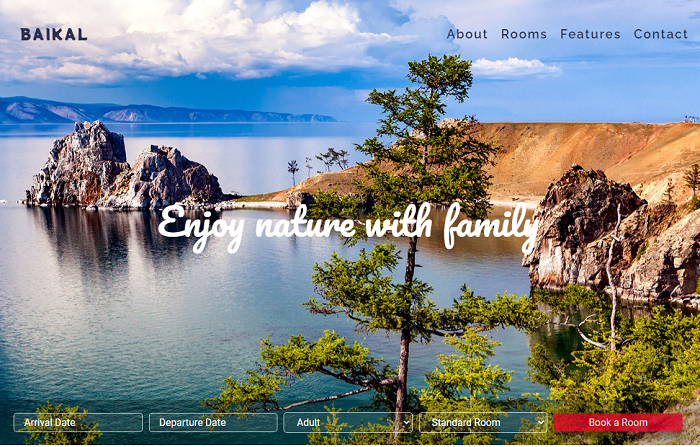 BAIKAL
About Rooms Features Contact
Enjoy nature with family
Arrival Date
Departure Date
Adult
Standard Room
Book a Room